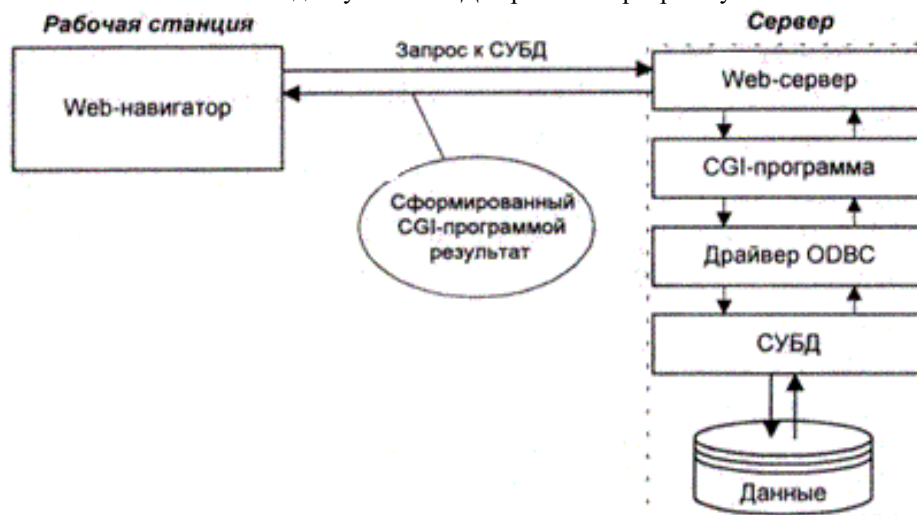 Рабочая станция
Сервер
Запрос к СУБД
Web-навигатор
Web-сервер
CGI-программа
Сформированный
CGI-программой
результат
Драйвер ODBC
СУБД
Данные